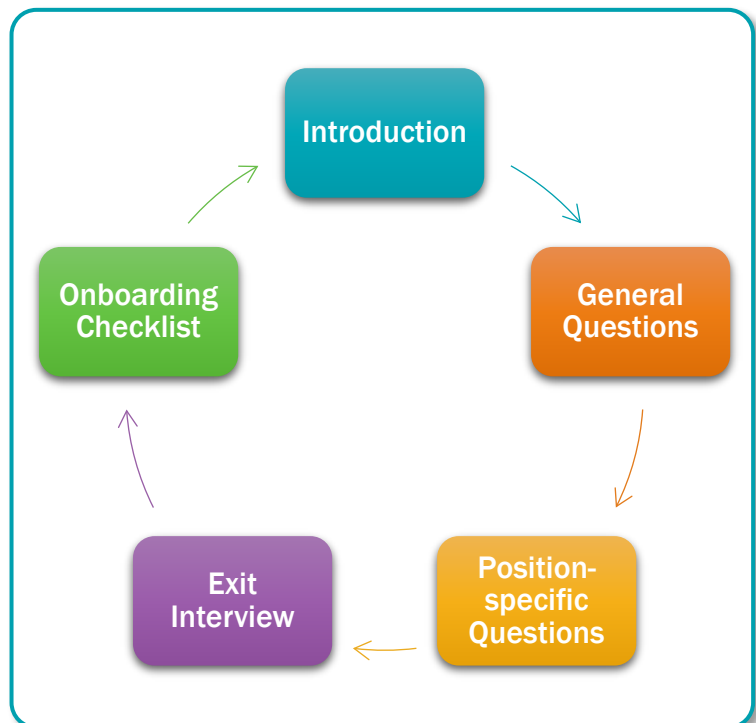 Introduction
General
Questions
Position-
specific
Questions
Exit
Interview
Onboarding
Checklist